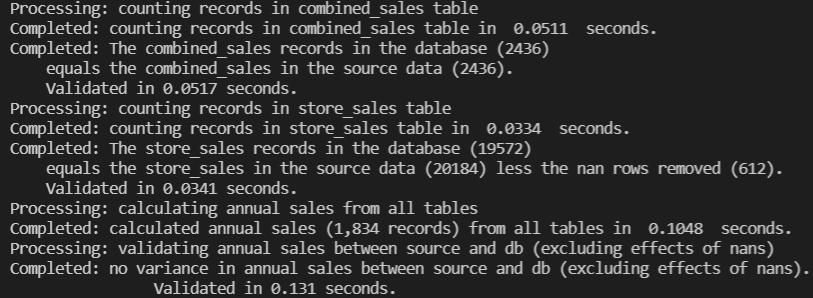 Processing: counting records in combined_sales table
Completed: counting records in combined_sales table in  0.0511  seconds.
Completed: The combined_sales records in the database (2436)
    equals the combined_sales in the source data (2436).
    Validated in 0.0517 seconds.
Processing: counting records in store_sales table
Completed: counting records in store_sales table in  0.0334  seconds.
Completed: The store_sales records in the database (19572)
    equals the store_sales in the source data (20184) less the nan rows removed (612).
    Validated in 0.0341 seconds.
Processing: calculating annual sales from all tables
Completed: calculated annual sales (1,834 records) from all tables in  0.1048  seconds.
Processing: validating annual sales between source and db (excluding effects of nans)
Completed: no variance in annual sales between source and db (excluding effects of nans).
                Validated in 0.131 seconds.